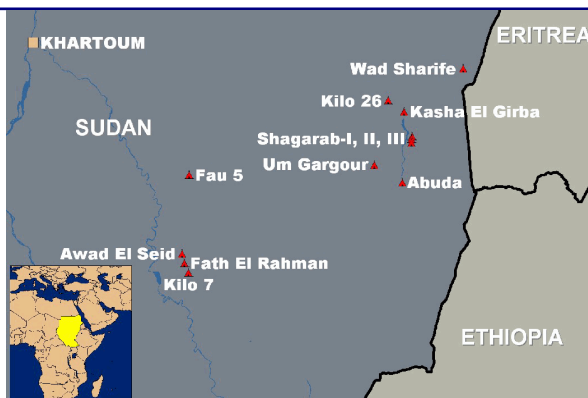 KHARTOUM
ERITREA
Wad Sharife
Kilo 26
Kasha El Girba
SUDAN
Shagarab-I, II, III
Um Gargour
Fau 5
Abuda
Awad El Seid
Fath El Rahman
Kilo 7
ETHIOPIA